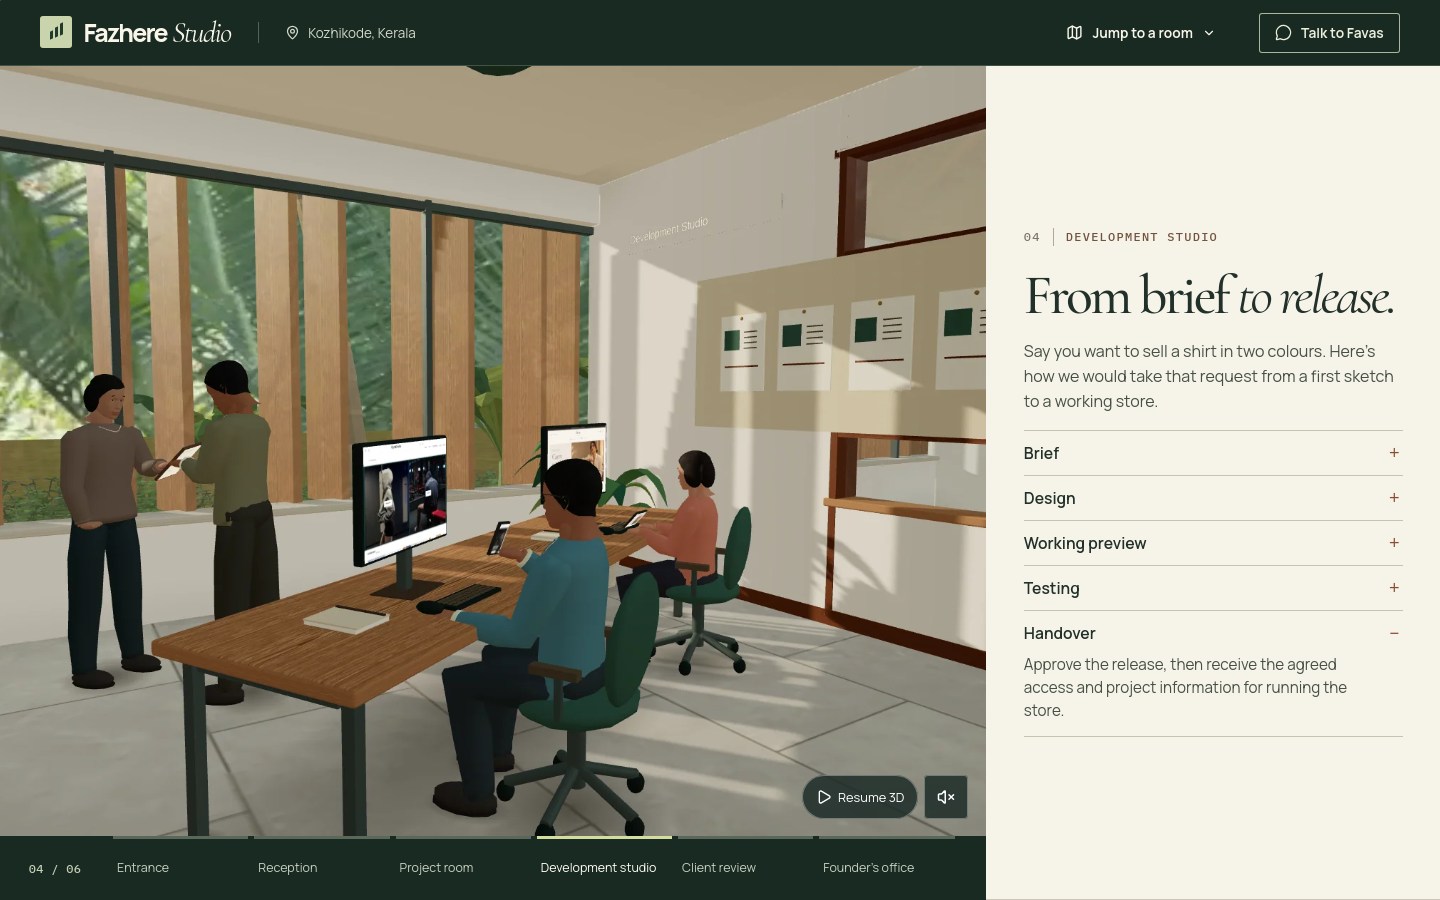 Fazhere Studio
Kozhikode, Kerala
Jump to a room
Talk to Favas
Development Studio
04 | DEVELOPMENT STUDIO
From brief to release.
Say you want to sell a shirt in two colours. Here's
how we would take that request from a first sketch
to a working store.
Brief
Design
Working preview
Testing
Handover
Approve the release, then receive the agreed
access and project information for running the
store.
Resume 3D
04 / 06
Entrance
Reception
Project room
Development studio
Client review
Founder's office